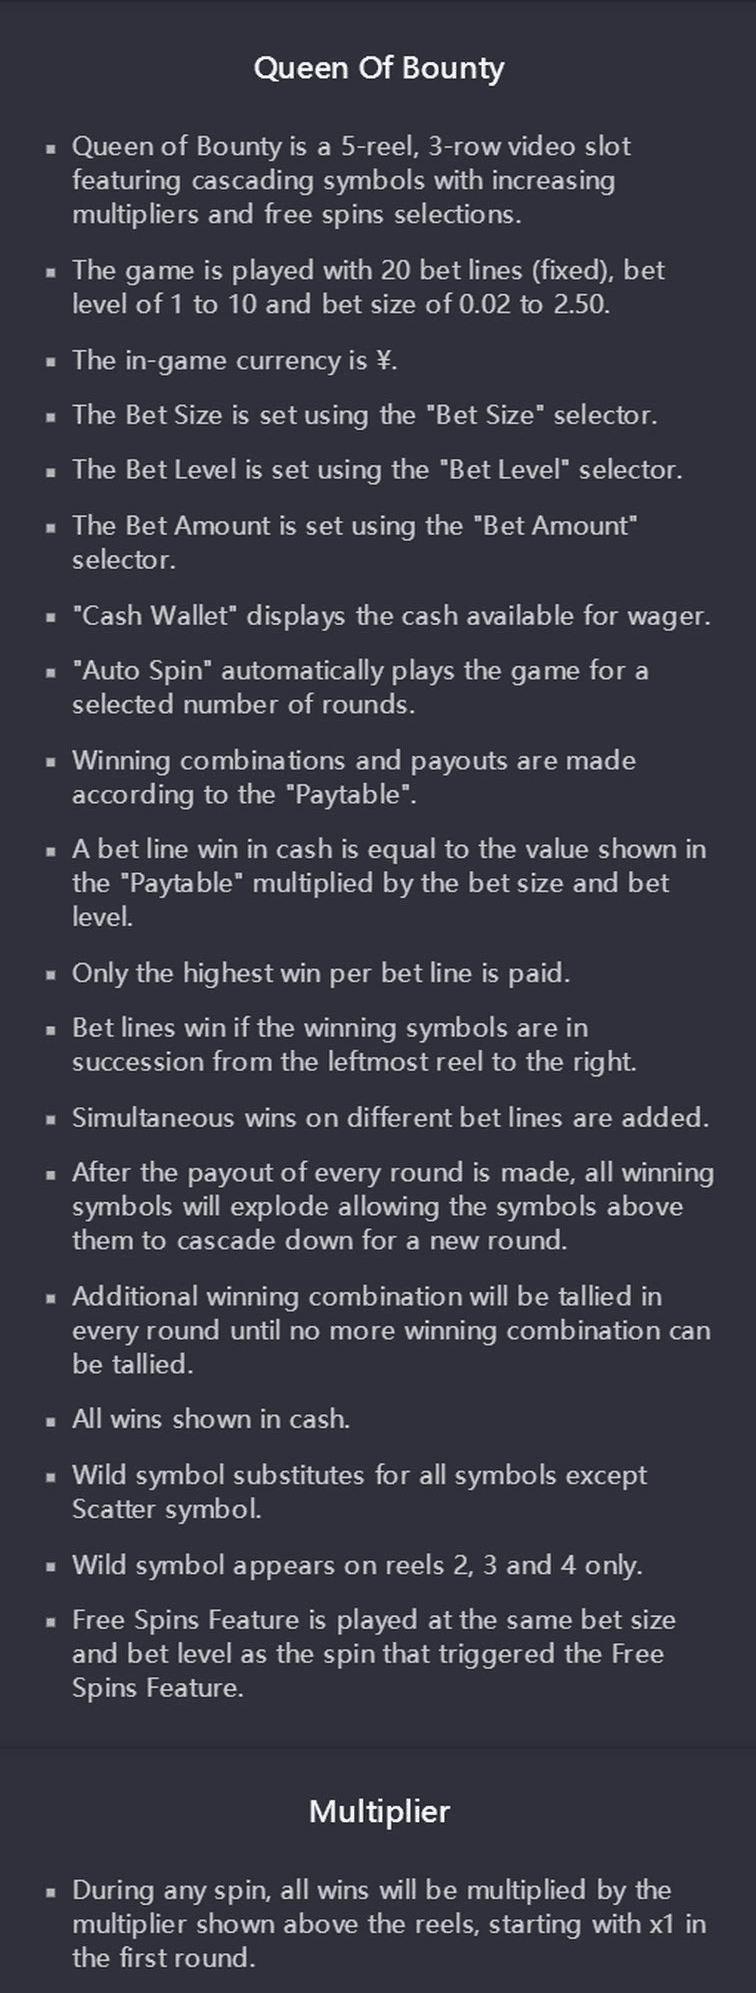 Queen Of Bounty
▪ Queen of Bounty is a 5-reel, 3-row video slot
featuring cascading symbols with increasing
multipliers and free spins selections.
▪ The game is played with 20 bet lines (fixed), bet
level of 1 to 10 and bet size of 0.02 to 2.50.
▪ The in-game currency is ¥.
▪ The Bet Size is set using the "Bet Size" selector.
▪ The Bet Level is set using the "Bet Level" selector.
▪ The Bet Amount is set using the "Bet Amount"
selector.
▪ "Cash Wallet" displays the cash available for wager.
▪ "Auto Spin" automatically plays the game for a
selected number of rounds.
▪ Winning combinations and payouts are made
according to the "Paytable".
▪ A bet line win in cash is equal to the value shown in
the "Paytable" multiplied by the bet size and bet
level.
▪ Only the highest win per bet line is paid.
▪ Bet lines win if the winning symbols are in
succession from the leftmost reel to the right.
▪ Simultaneous wins on different bet lines are added.
▪ After the payout of every round is made, all winning
symbols will explode allowing the symbols above
them to cascade down for a new round.
▪ Additional winning combination will be tallied in
every round until no more winning combination can
be tallied.
▪ All wins shown in cash.
▪ Wild symbol substitutes for all symbols except
Scatter symbol.
▪ Wild symbol appears on reels 2, 3 and 4 only.
▪ Free Spins Feature is played at the same bet size
and bet level as the spin that triggered the Free
Spins Feature.
Multiplier
▪ During any spin, all wins will be multiplied by the
multiplier shown above the reels, starting with x1 in
the first round.